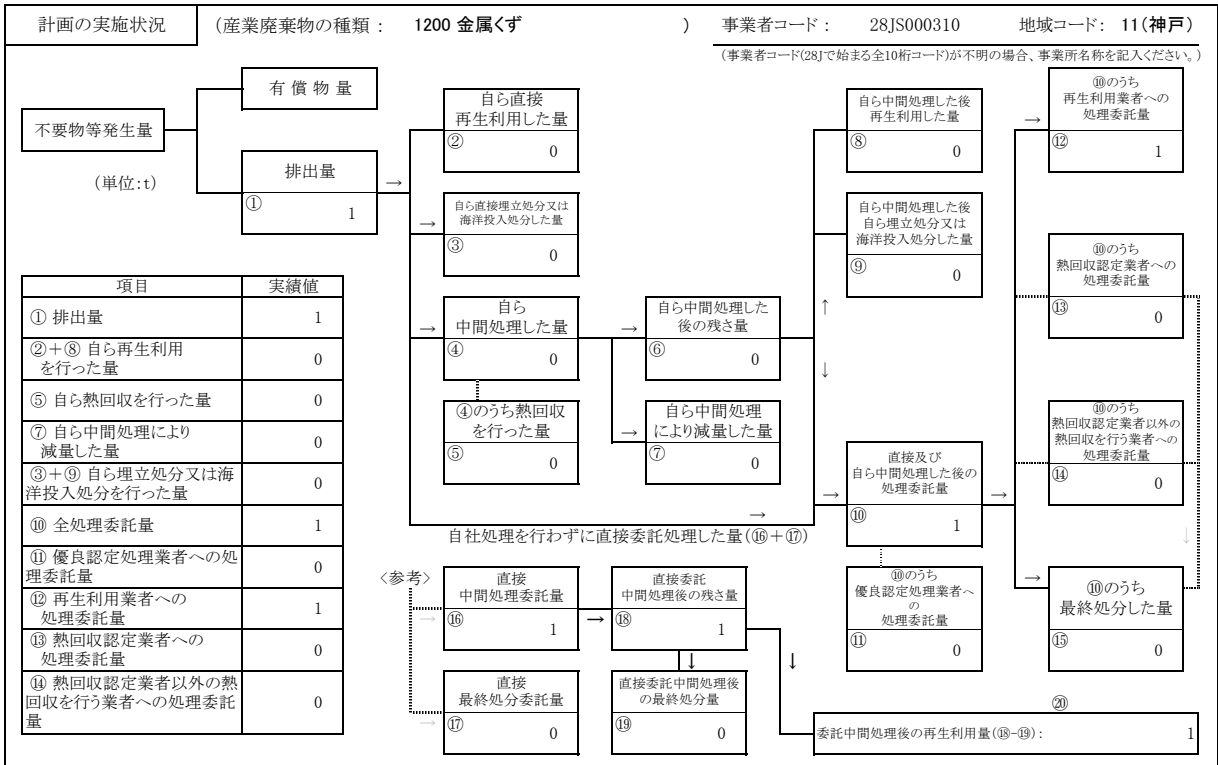 計画の実施状況
(産業廃棄物の種類： 1200 金属くず )
事業者コード： 28JS000310 地域コード： 11(神戸)
(事業者コード(28Jで始まる全10桁コード)が不明の場合、事業所名称を記入ください。)
不要物等発生量
(単位:t)
有償物量
排出量
→
① 1
自ら直接
再生利用した量
② 0
→
自ら直接埋立処分又は
海洋投入処分した量
③ 0
→
自ら
中間処理した量
④ 0
④のうち熱回収
を行った量
⑤ 0
→
自ら中間処理した
後の残さ量
⑥ 0
→
自ら中間処理
により減量した量
⑦ 0
自ら中間処理した後
再生利用した量
⑧ 0
自ら中間処理した後
自ら埋立処分又は
海洋投入処分した量
⑨ 0
↑
↓
→
直接及び
自ら中間処理した後の
処理委託量
→
⑩ 1
⑩のうち
優良認定処理業者へ
の
処理委託量
⑪ 0
→
⑩のうち
再生利用業者への
処理委託量
⑫ 1
⑩のうち
熱回収認定業者への
処理委託量
⑬ 0
⑩のうち
熱回収認定業者以外の
熱回収を行う業者への
処理委託量
⑭ 0
↓
→
⑩のうち
最終処分した量
⑮ 0
→
自社処理を行わずに直接委託処理した量(⑯＋⑰)
項目 実績値
① 排出量 1
②＋⑧ 自ら再生利用
を行った量 0
⑤ 自ら熱回収を行った量 0
⑦ 自ら中間処理により
減量した量 0
③＋⑨ 自ら埋立処分又は海
洋投入処分を行った量 0
⑩ 全処理委託量 1
⑪ 優良認定処理業者への処
理委託量 0
⑫ 再生利用業者への
処理委託量 1
⑬ 熱回収認定業者への
処理委託量 0
⑭ 熱回収認定業者以外の熱
回収を行う業者への処理委託
量 0
〈参考〉
直接
中間処理委託量
→
⑯ 1
→
直接委託
中間処理後の残さ量
⑱ 1
↓
↓
直接
最終処分委託量
→
⑰ 0
直接委託中間処理後
の最終処分量
⑲ 0
⑳
委託中間処理後の再生利用量(⑱-⑲)： 1